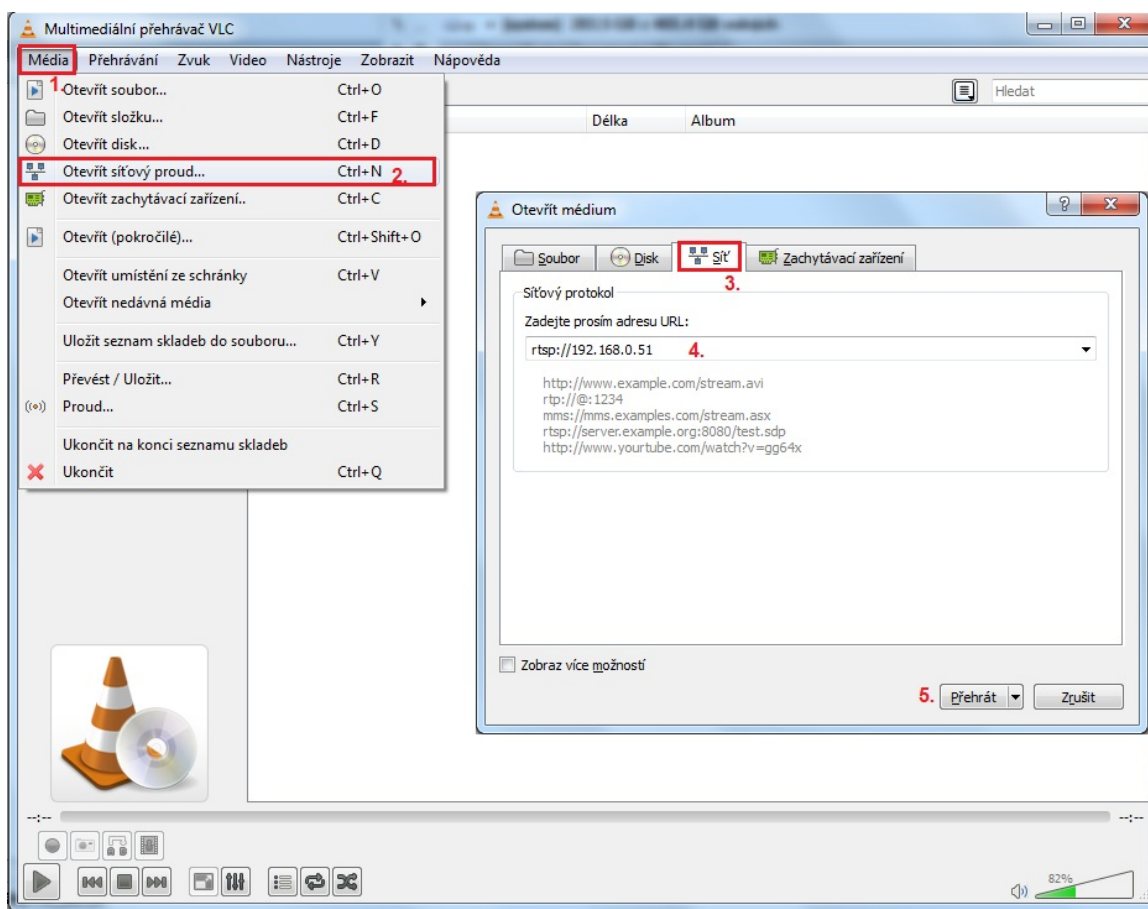 Multimediální přehrávač VLC
Média Přehrávání Zvuk Video Nástroje Zobrazit Nápověda
1.
Otevřít soubor... Ctrl+O
Otevřít složku... Ctrl+F
Otevřít disk... Ctrl+D
Otevřít síťový proud... Ctrl+N 2.
Otevřít zachytávací zařízení.. Ctrl+C
Otevřít (pokročilé)... Ctrl+Shift+O
Otevřít umístění ze schránky Ctrl+V
Otevřít nedávná média
Uložit seznam skladeb do souboru... Ctrl+Y
Převést / Uložit... Ctrl+R
Proud... Ctrl+S
Ukončit na konci seznamu skladeb
Ukončit Ctrl+Q
Hledat
Délka Album
Otevřít médium
Soubor Disk Síť Zachytávací zařízení
3.
Síťový protokol
Zadejte prosím adresu URL:
rtsp://192.168.0.51 4.
http://www.example.com/stream.avi
rtp://@:1234
mms://mms.examples.com/stream.asx
rtsp://server.example.org:8080/test.sdp
http://www.yourtube.com/watch?v=gg64x
Zobraz více možností
5. Přehrát Zrušit
--:-- --:--
82%